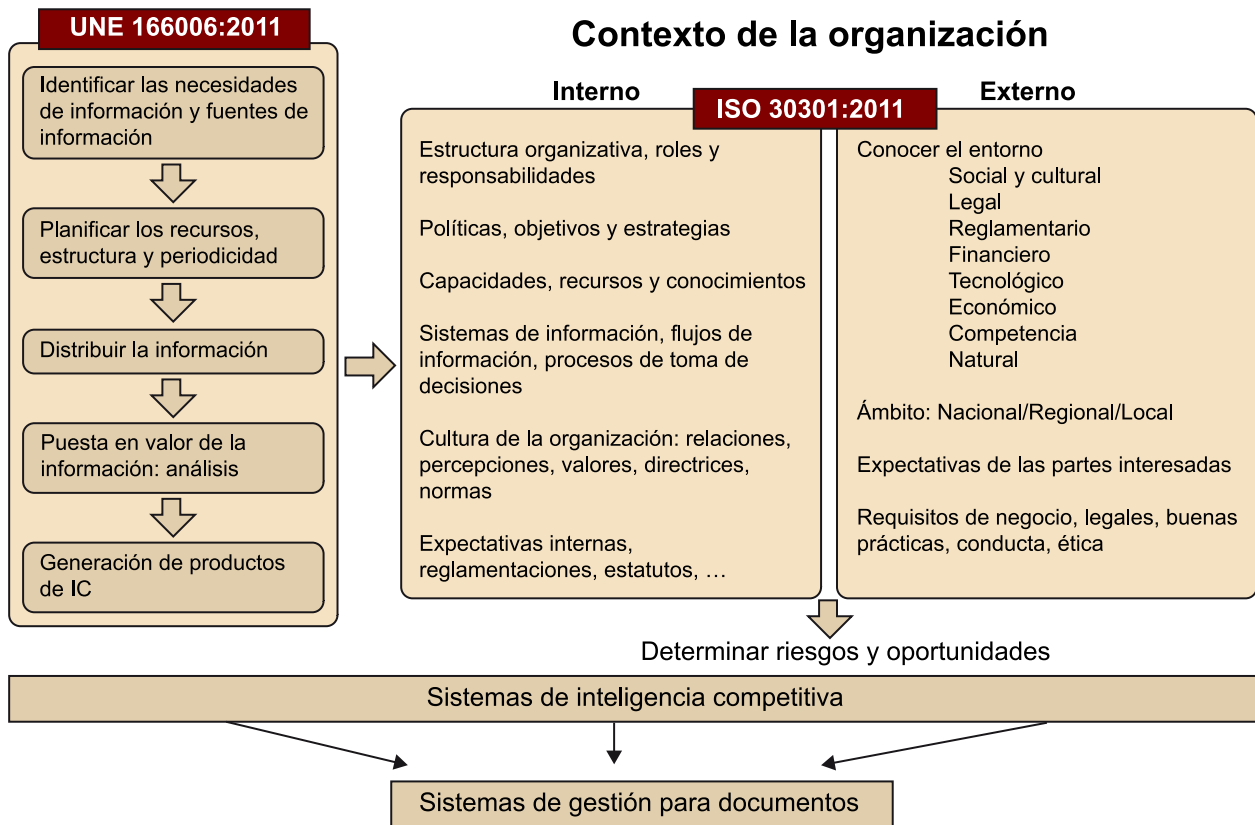 UNE 166006:2011
Identificar las necesidades
de información y fuentes de
información
Planificar los recursos,
estructura y periodicidad
Distribuir la información
Puesta en valor de la
información: análisis
Generación de productos
de IC
Contexto de la organización
Interno
ISO 30301:2011
Externo
Estructura organizativa, roles y
responsabilidades
Políticas, objetivos y estrategias
Capacidades, recursos y conocimientos
Sistemas de información, flujos de
información, procesos de toma de
decisiones
Cultura de la organización: relaciones,
percepciones, valores, directrices,
normas
Expectativas internas,
reglamentaciones, estatutos, …
Conocer el entorno
Social y cultural
Legal
Reglamentario
Financiero
Tecnológico
Económico
Competencia
Natural
Ámbito: Nacional/Regional/Local
Expectativas de las partes interesadas
Requisitos de negocio, legales, buenas
prácticas, conducta, ética
Determinar riesgos y oportunidades
Sistemas de inteligencia competitiva
Sistemas de gestión para documentos